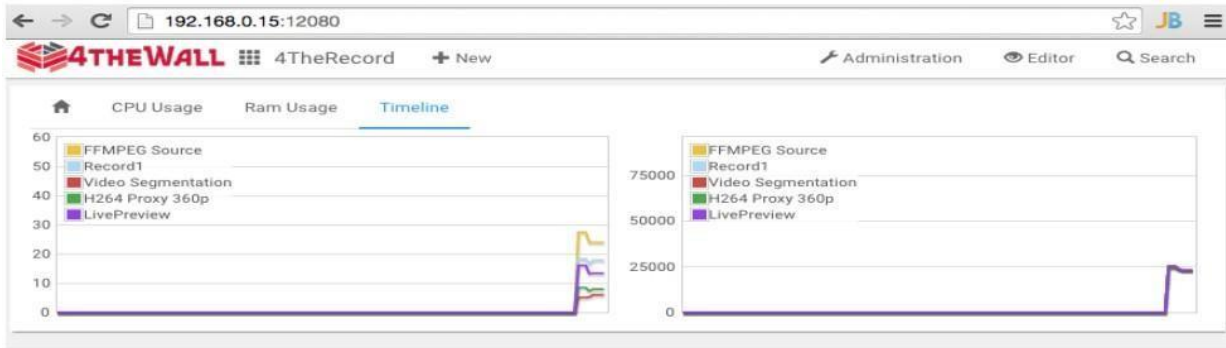 192.168.0.15:12080
JB
4THEWALL 4TheRecord + New Administration Editor Search
CPU Usage Ram Usage Timeline
60
50
40
30
20
10
0
FFMPEG Source
Record1
Video Segmentation
H264 Proxy 360p
LivePreview
75000
50000
25000
0
FFMPEG Source
Record1
Video Segmentation
H264 Proxy 360p
LivePreview